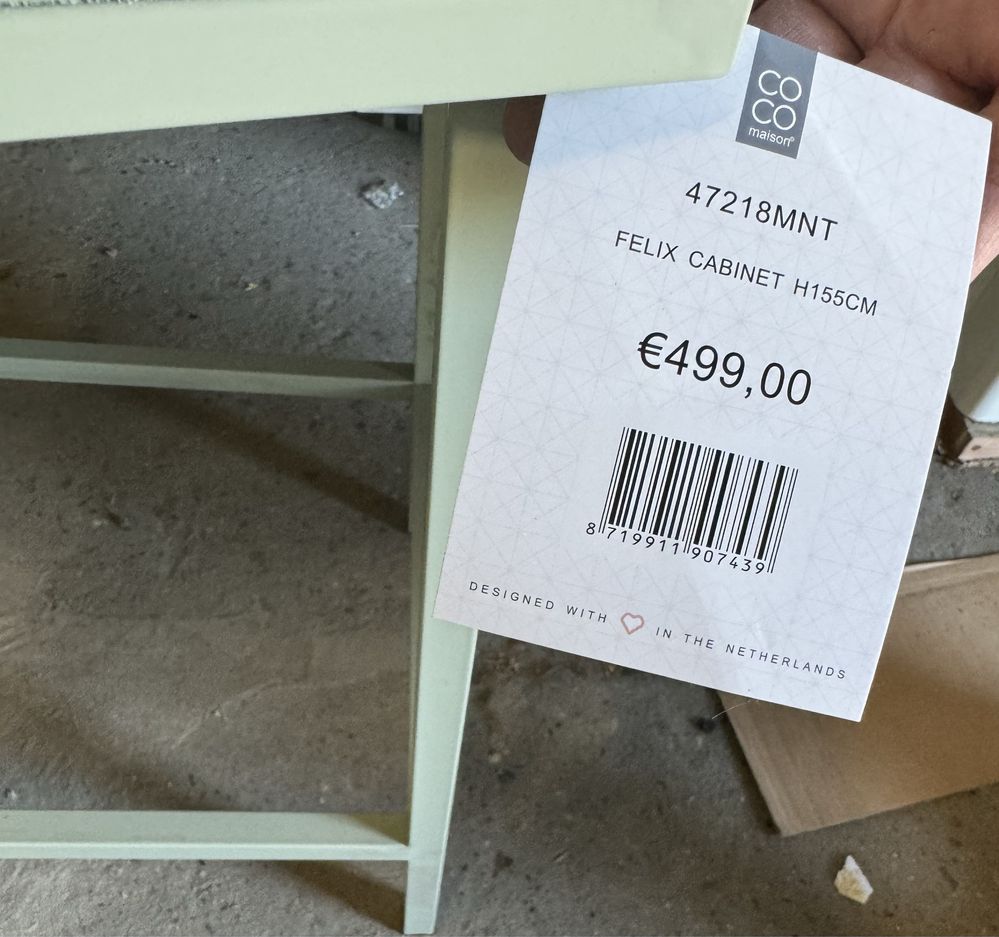 CO
CO
maison®
47218MNT
FELIX CABINET H155CM
€499,00
8 719911 907439
DESIGNED WITH IN THE NETHERLANDS